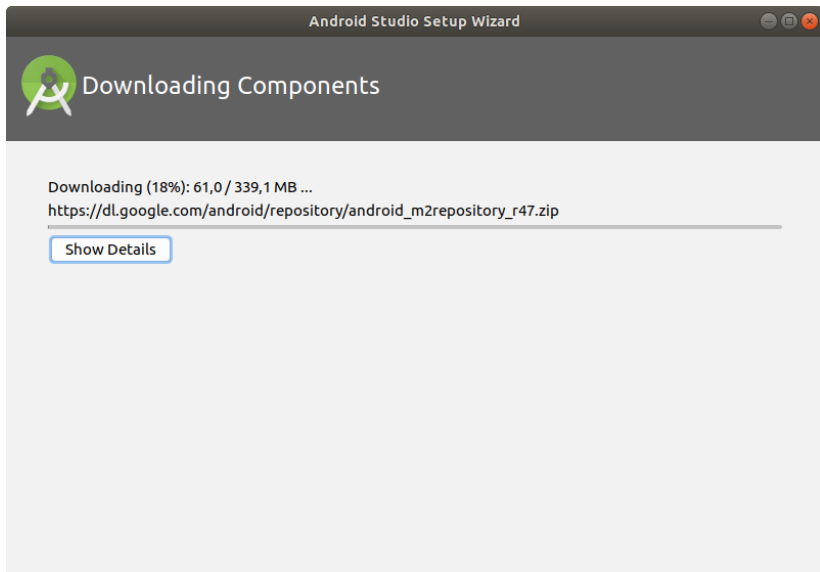 Android Studio Setup Wizard
Downloading Components
Downloading (18%): 61,0 / 339,1 MB ...
https://dl.google.com/android/repository/android_m2repository_r47.zip
Show Details